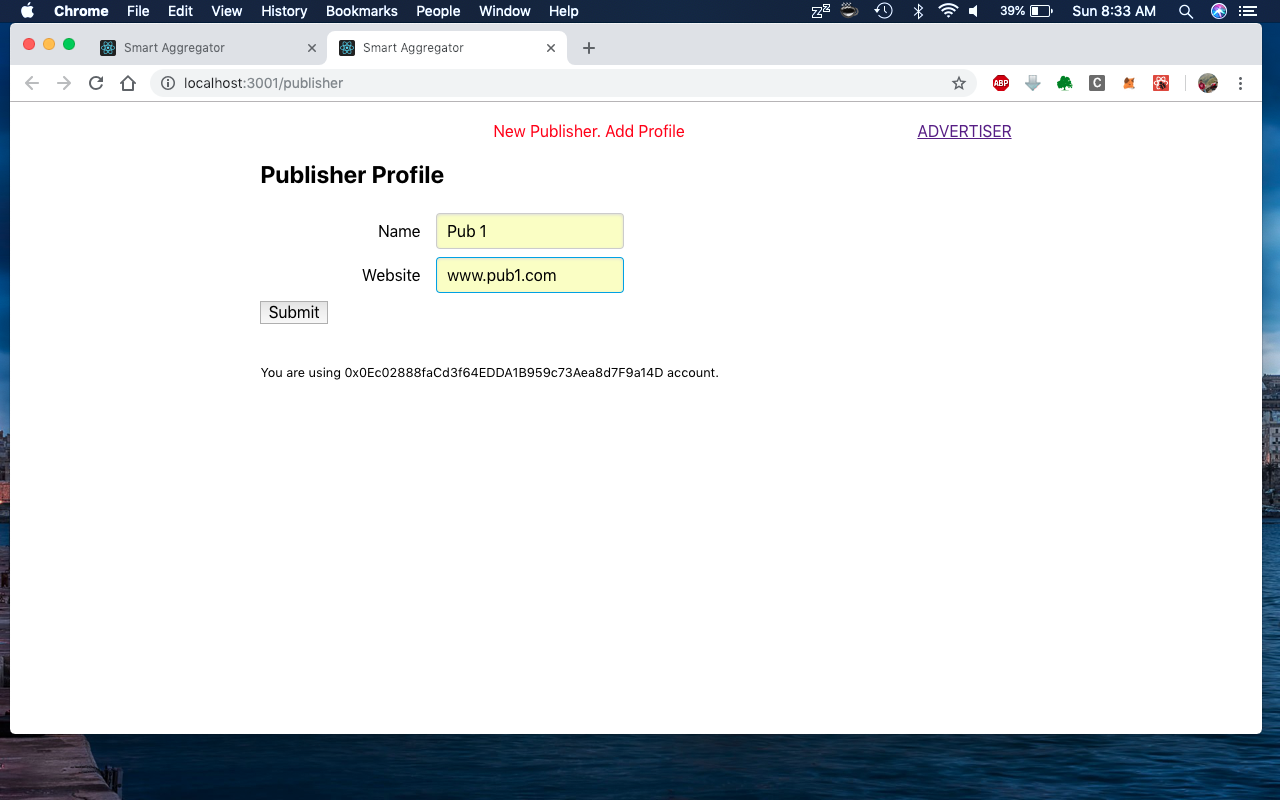 Chrome File Edit View History Bookmarks People Window Help 39% Sun 8:33 AM
Smart Aggregator Smart Aggregator
localhost:3001/publisher ABP C
New Publisher. Add Profile ADVERTISER
Publisher Profile
Name Pub 1
Website www.pub1.com
Submit
You are using 0x0Ec02888faCd3f64EDDA1B959c73Aea8d7F9a14D account.